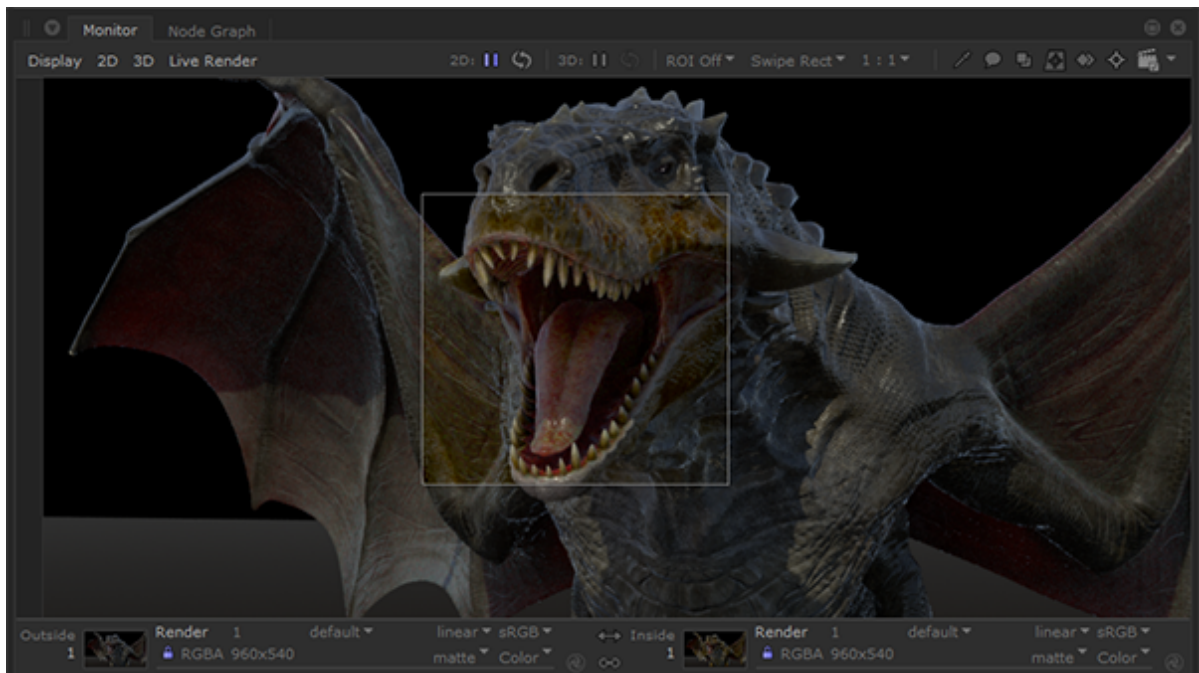 Monitor Node Graph
Display 2D 3D Live Render 2D: 3D: ROI Off Swipe Rect 1 : 1
Outside Render 1 default linear sRGB Inside Render 1 default linear sRGB
1 RGBA 960x540 matte Color 1 RGBA 960x540 matte Color